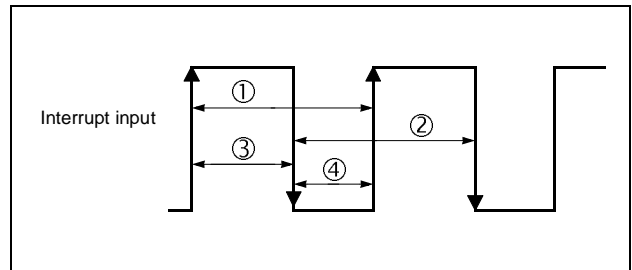 ①
Interrupt input
②
③
④